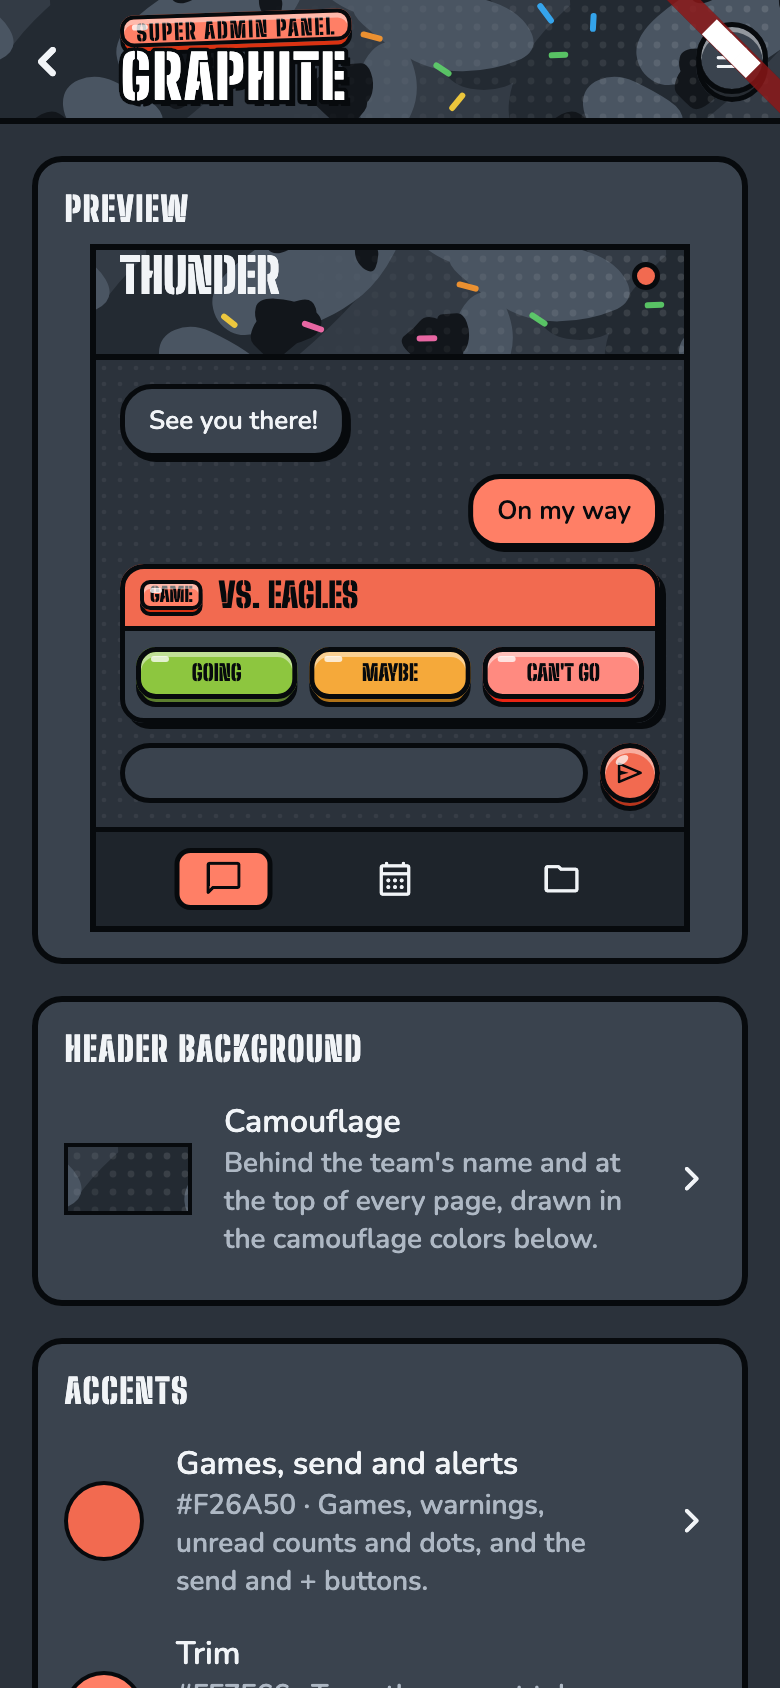 SUPER ADMIN PANEL
GRAPHITE
PREVIEW
THUNDER
See you there!
On my way
GAME VS. EAGLES
GOING MAYBE CAN'T GO
HEADER BACKGROUND
Camouflage
Behind the team's name and at
the top of every page, drawn in
the camouflage colors below.
ACCENTS
Games, send and alerts
#F26A50 · Games, warnings,
unread counts and dots, and the
send and + buttons.
Trim